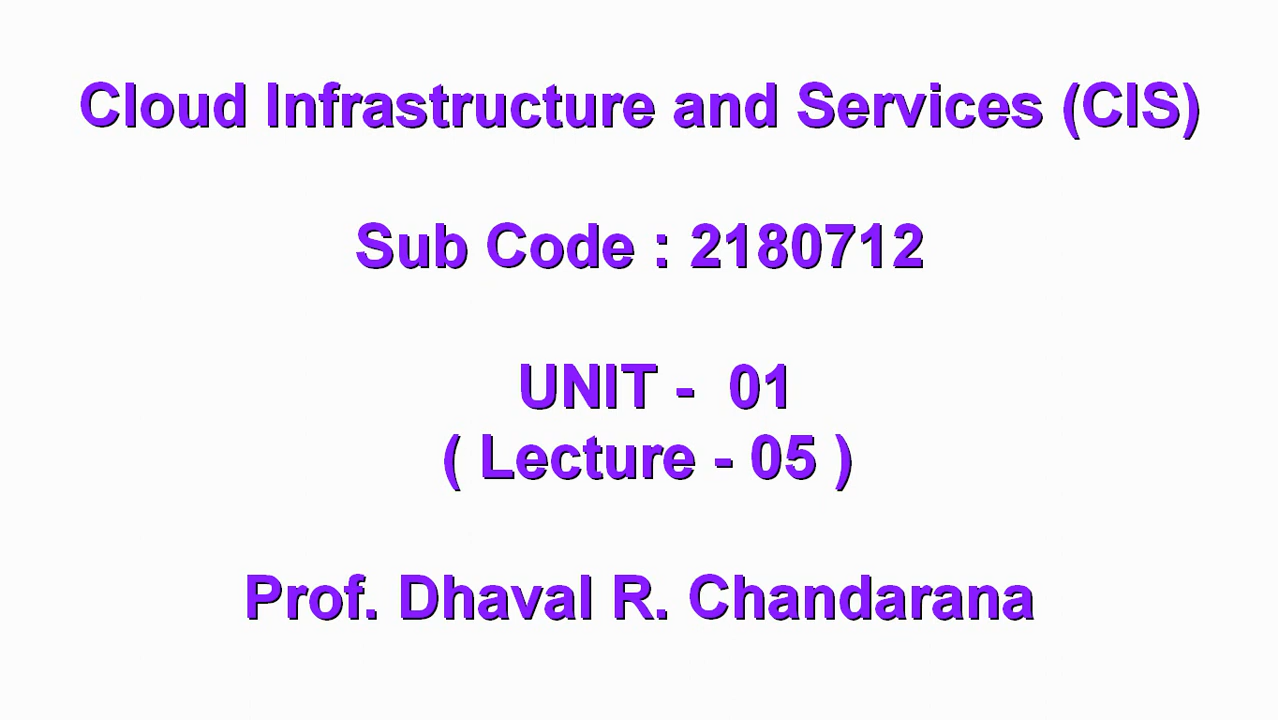 Cloud Infrastructure and Services (CIS)
Sub Code : 2180712
UNIT - 01
( Lecture - 05 )
Prof. Dhaval R. Chandarana